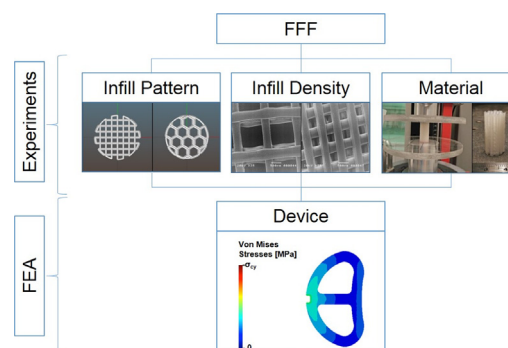 FFF
Experiments
Infill Pattern
Infill Density
Material
FEA
Device
Von Mises
Stresses [MPa]
σcy
0